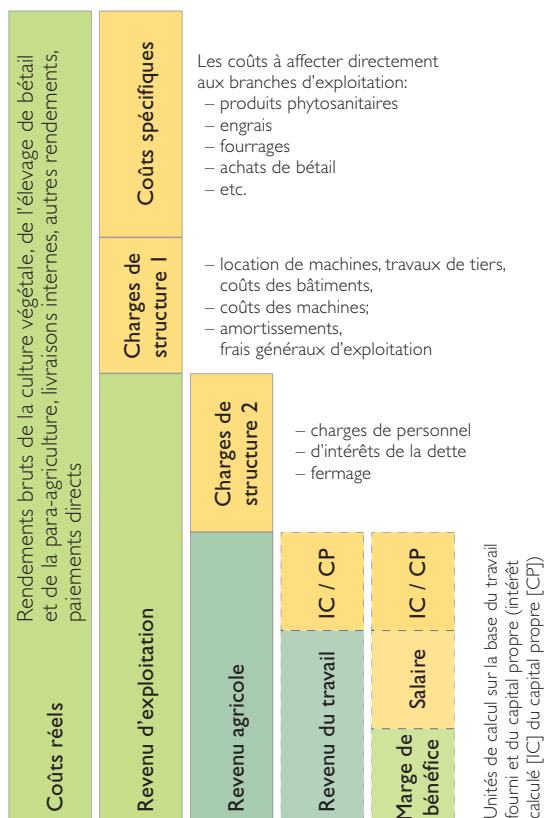 Rendements bruts de la culture végétale, de l'élevage de bétail
et de la para-agriculture, livraisons internes, autres rendements,
paiements directs
Coûts réels
Coûts spécifiques
Les coûts à affecter directement
aux branches d'exploitation:
– produits phytosanitaires
– engrais
– fourrages
– achats de bétail
– etc.
Charges de
structure 1
– location de machines, travaux de tiers,
coûts des bâtiments,
– coûts des machines;
– amortissements,
frais généraux d'exploitation
Revenu d'exploitation
Charges de
structure 2
– charges de personnel
– d'intérêts de la dette
– fermage
Revenu agricole
IC / CP
Revenu du travail
IC / CP
Salaire
Marge de
bénéfice
Unités de calcul sur la base du travail
fourni et du capital propre (intérêt
calculé [IC] du capital propre [CP])